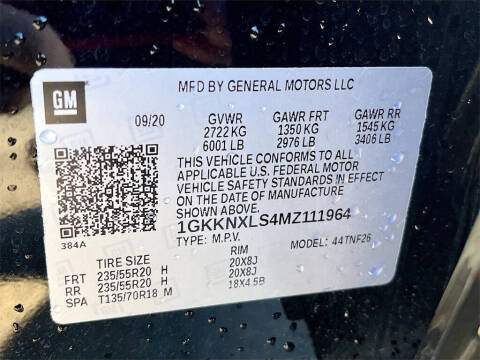 GM
MFD BY GENERAL MOTORS LLC
09/20 GVWR GAWR FRT GAWR RR
2722 KG 1350 KG 1545 KG
6001 LB 2976 LB 3406 LB
THIS VEHICLE CONFORMS TO ALL
APPLICABLE U.S. FEDERAL MOTOR
VEHICLE SAFETY STANDARDS IN EFFECT
ON THE DATE OF MANUFACTURE
SHOWN ABOVE.
1GKKNXLS4MZ111964
384A
TYPE: M.P.V. 44TNF26
TIRE SIZE RIM
FRT 235/55R20 H 20X8J
RR 235/55R20 H 20X8J
SPA T135/70R18 M 18X4.5B